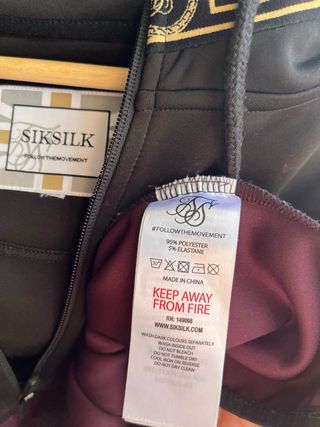 SIKSILK
#FOLLOWTHEMOVEMENT
#FOLLOWTHEMOVEMENT
95% POLYESTER
5% ELASTANE
30°
MADE IN CHINA
KEEP AWAY
FROM FIRE
RN: 149098
WWW.SIKSILK.COM
WASH DARK COLOURS SEPARATELY
WASH INSIDE OUT
DO NOT BLEACH
DO NOT TUMBLE DRY
COOL IRON ON REVERSE
DO NOT DRY CLEAN